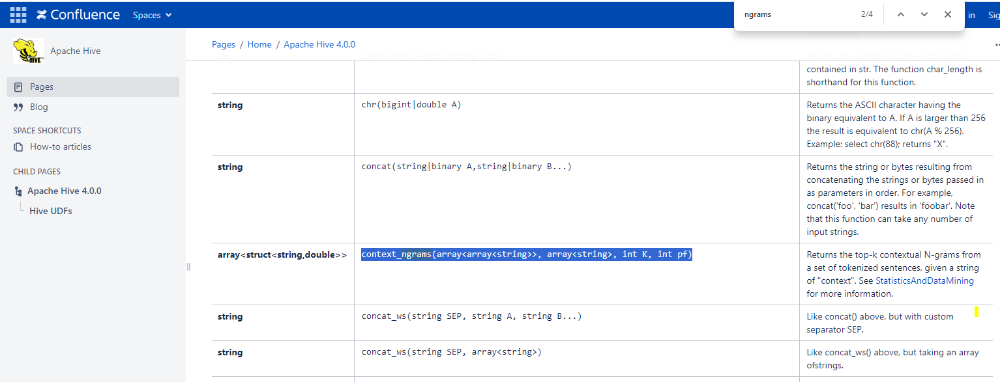 Confluence
Spaces
ngrams
2/4
in
Sig
Apache Hive
Pages / Home / Apache Hive 4.0.0
Pages
Blog
SPACE SHORTCUTS
How-to articles
CHILD PAGES
Apache Hive 4.0.0
Hive UDFs
int
contained in str. The function char_length is
shorthand for this function.
string
chr(bigint|double A)
Returns the ASCII character having the
binary equivalent to A. If A is larger than 256
the result is equivalent to chr(A % 256).
Example: select chr(88); returns "X".
string
concat(string|binary A,string|binary B...)
Returns the string or bytes resulting from
concatenating the strings or bytes passed in
as parameters in order. For example,
concat('foo', 'bar') results in 'foobar'. Note
that this function can take any number of
input strings.
array<struct<string,double>>
context_ngrams(array<array<string>>, array<string>, int K, int pf)
Returns the top-k contextual N-grams from
a set of tokenized sentences, given a string
of "context". See StatisticsAndDataMining
for more information.
string
concat_ws(string SEP, string A, string B...)
Like concat() above, but with custom
separator SEP.
string
concat_ws(string SEP, array<string>)
Like concat_ws() above, but taking an array
ofstrings.